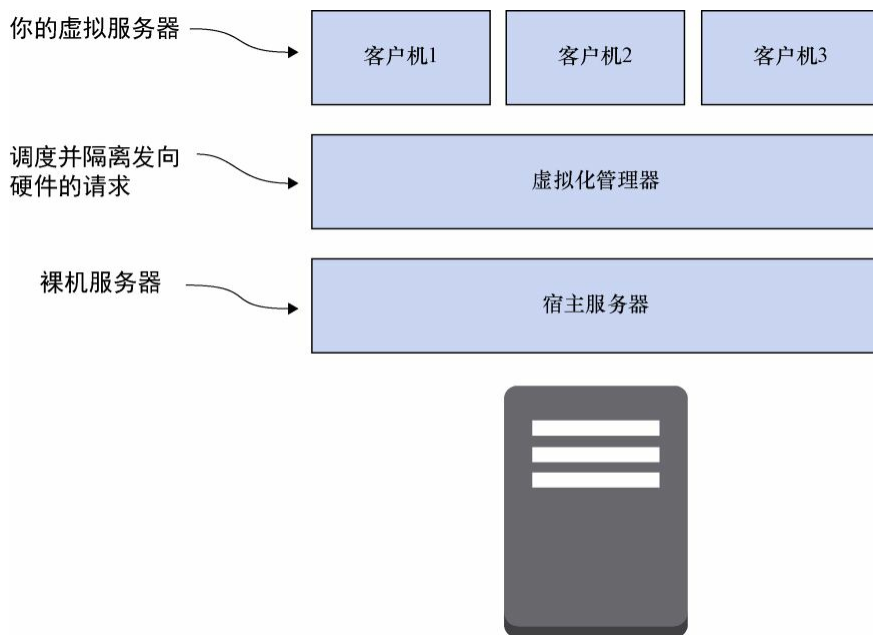 你的虚拟服务器
客户机1
客户机2
客户机3
调度并隔离发向
硬件的请求
虚拟化管理器
裸机服务器
宿主服务器